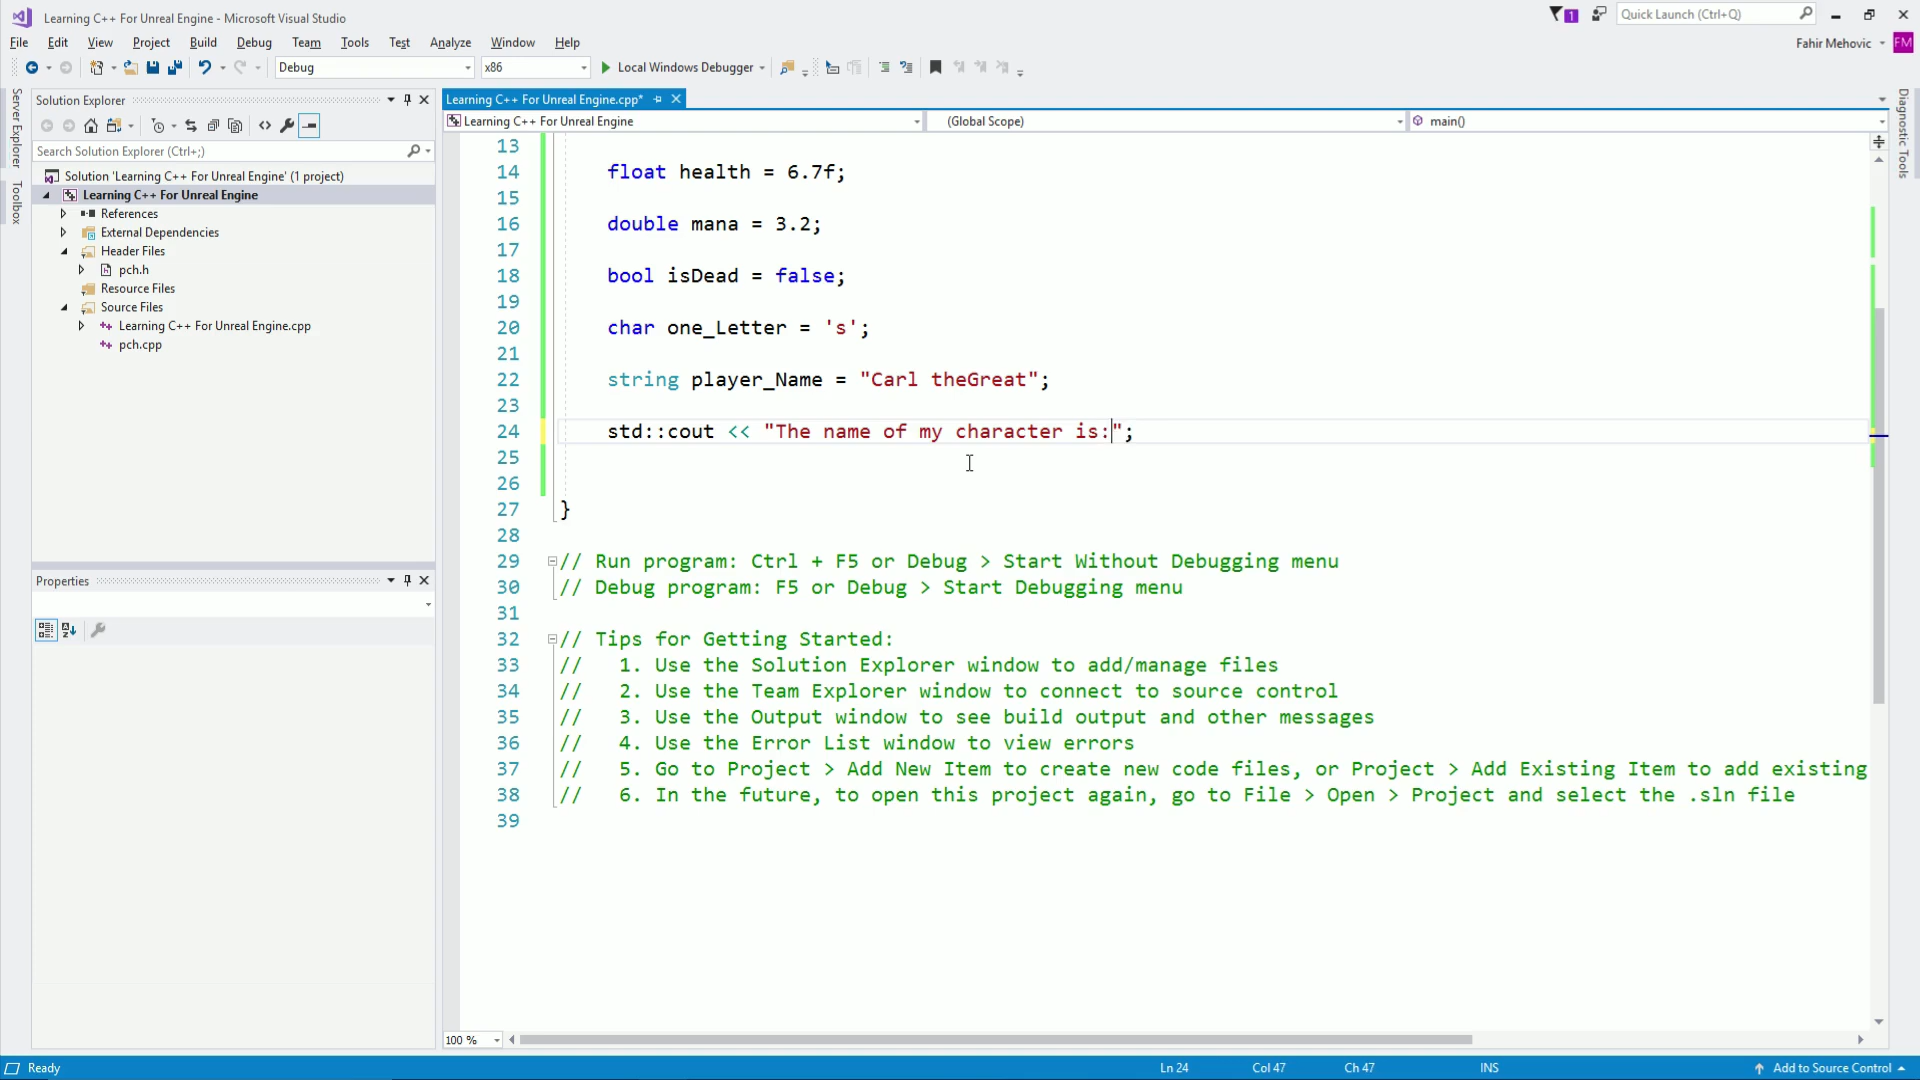 Learning C++ For Unreal Engine - Microsoft Visual Studio
1
Quick Launch (Ctrl+Q)
File Edit View Project Build Debug Team Tools Test Analyze Window Help
Fahir Mehovic
FM
Debug
x86
Local Windows Debugger
Server Explorer
Toolbox
Solution Explorer
Search Solution Explorer (Ctrl+;)
Solution 'Learning C++ For Unreal Engine' (1 project)
Learning C++ For Unreal Engine
References
External Dependencies
Header Files
pch.h
Resource Files
Source Files
Learning C++ For Unreal Engine.cpp
pch.cpp
Properties
Learning C++ For Unreal Engine.cpp*
Learning C++ For Unreal Engine
(Global Scope)
main()
Diagnostic Tools
13
14 float health = 6.7f;
15
16 double mana = 3.2;
17
18 bool isDead = false;
19
20 char one_Letter = 's';
21
22 string player_Name = "Carl theGreat";
23
24 std::cout << "The name of my character is:";
25
26
27 }
28
29 // Run program: Ctrl + F5 or Debug > Start Without Debugging menu
30 // Debug program: F5 or Debug > Start Debugging menu
31
32 // Tips for Getting Started:
33 //   1. Use the Solution Explorer window to add/manage files
34 //   2. Use the Team Explorer window to connect to source control
35 //   3. Use the Output window to see build output and other messages
36 //   4. Use the Error List window to view errors
37 //   5. Go to Project > Add New Item to create new code files, or Project > Add Existing Item to add existing
38 //   6. In the future, to open this project again, go to File > Open > Project and select the .sln file
39
100 %
Ready
Ln 24
Col 47
Ch 47
INS
Add to Source Control